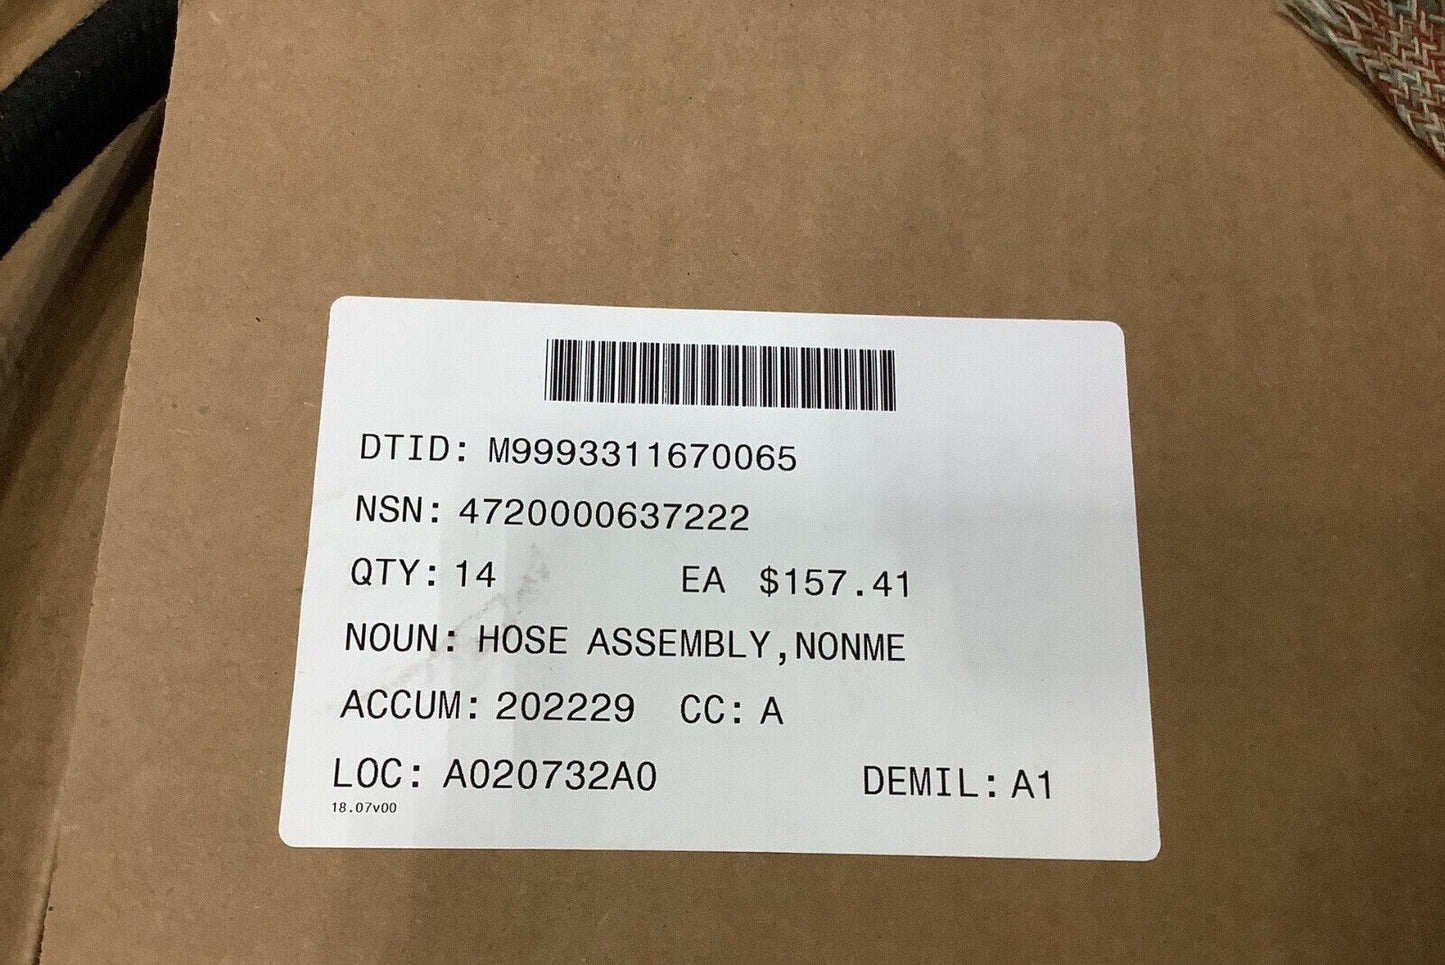 DTID: M9993311670065
NSN: 4720000637222
QTY: 14 EA $157.41
NOUN: HOSE ASSEMBLY,NONME
ACCUM: 202229 CC: A
LOC: A020732A0 DEMIL: A1
18.07v00